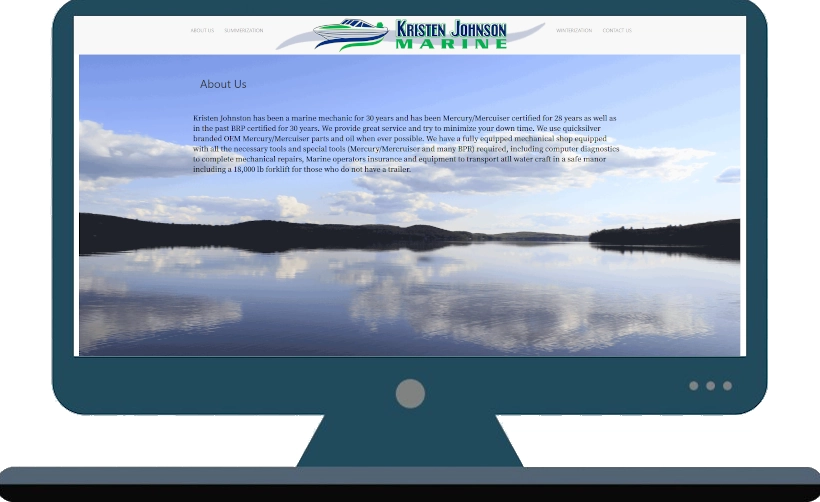 ABOUT US SUMMERIZATION KRISTEN JOHNSON WINTERIZATION CONTACT US
MARINE
About Us
Kristen Johnston has been a marine mechanic for 30 years and has been Mercury/Mercuiser certified for 28 years as well as
in the past BRP certified for 30 years. We provide great service and try to minimize your down time. We use quicksilver
branded OEM Mercury/Mercuiser parts and oil when ever possible. We have a fully equipped mechanical shop equipped
with all the necessary tools and special tools (Mercury/Mercruiser and many BPR) required, including computer diagnostics
to complete mechanical repairs, Marine operators insurance and equipment to transport atll water craft in a safe manor
including a 18,000 lb forklift for those who do not have a trailer.